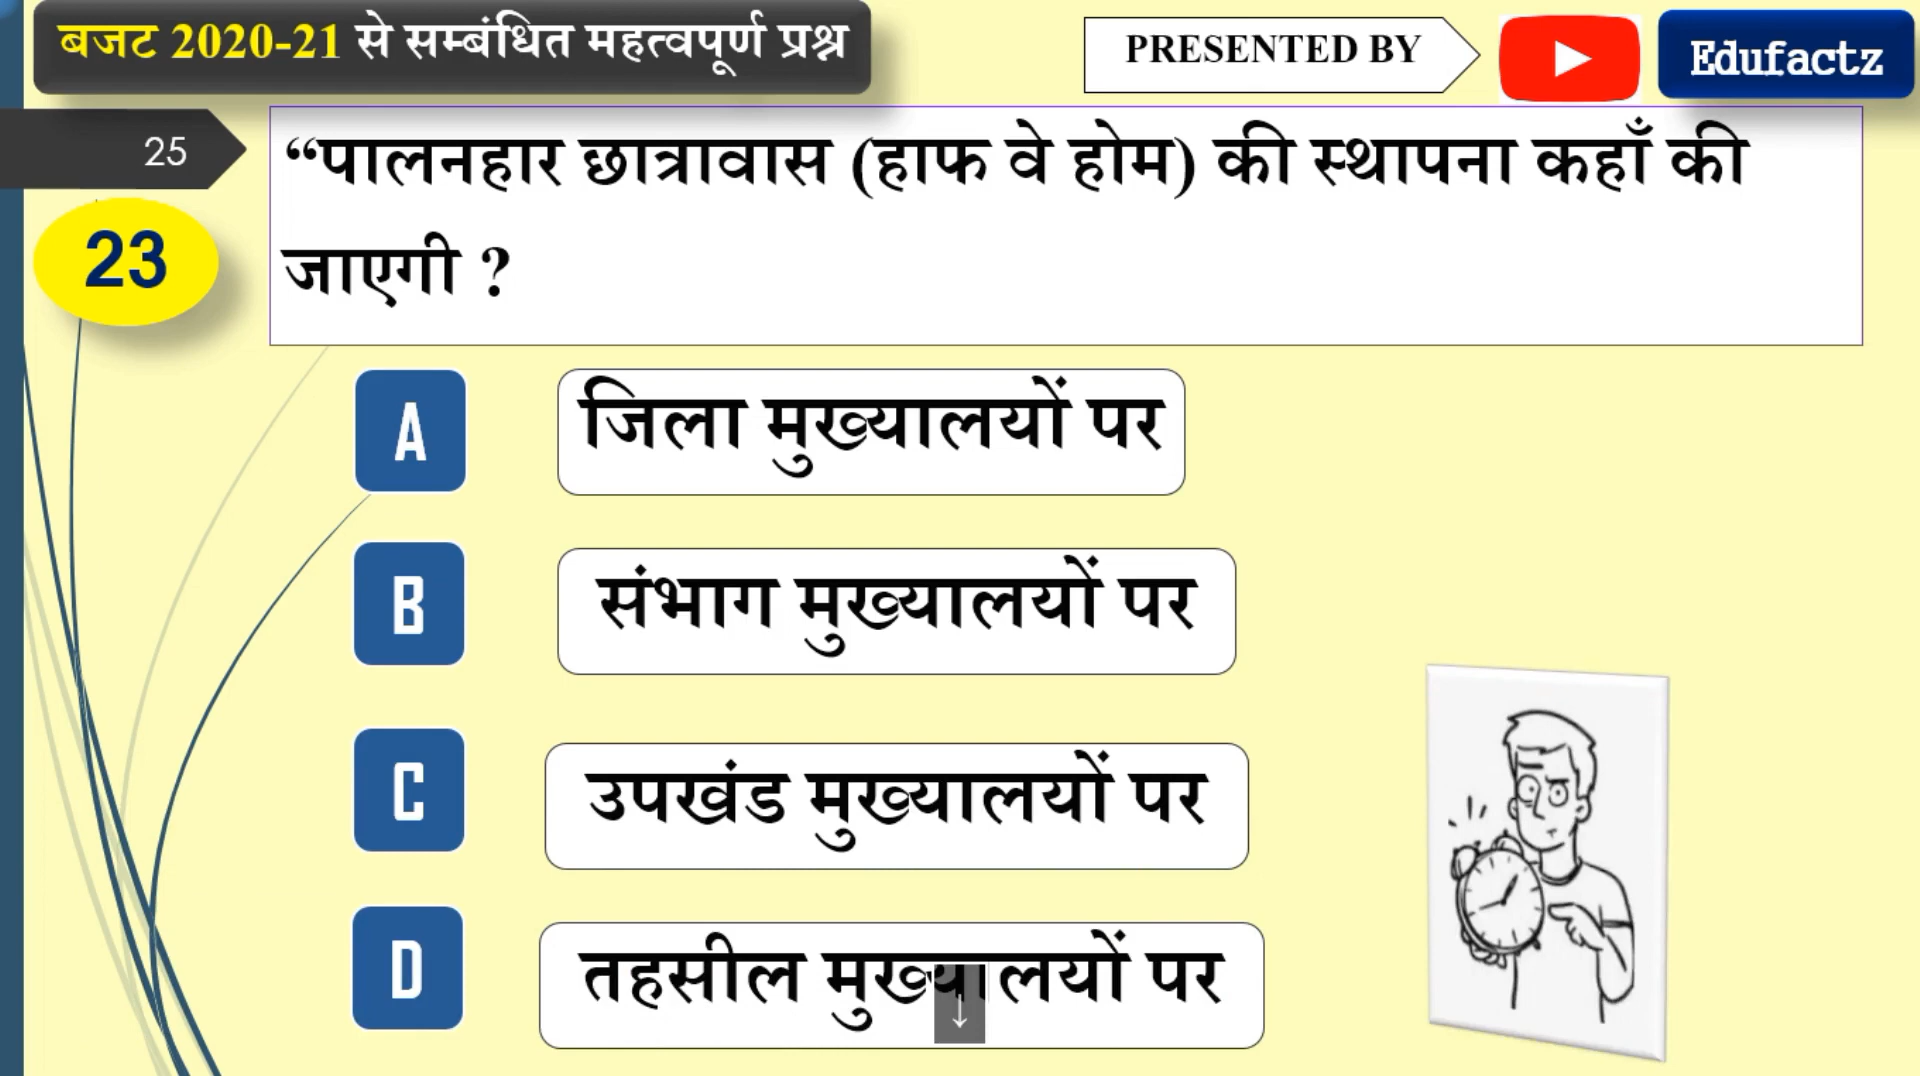 बजट 2020-21 से सम्बंधित महत्वपूर्ण प्रश्न
PRESENTED BY
Edufactz
25
23
“पालनहार छात्रावास (हाफ वे होम) की स्थापना कहाँ की
जाएगी ?
A
जिला मुख्यालयों पर
B
संभाग मुख्यालयों पर
C
उपखंड मुख्यालयों पर
D
तहसील मुख्यालयों पर